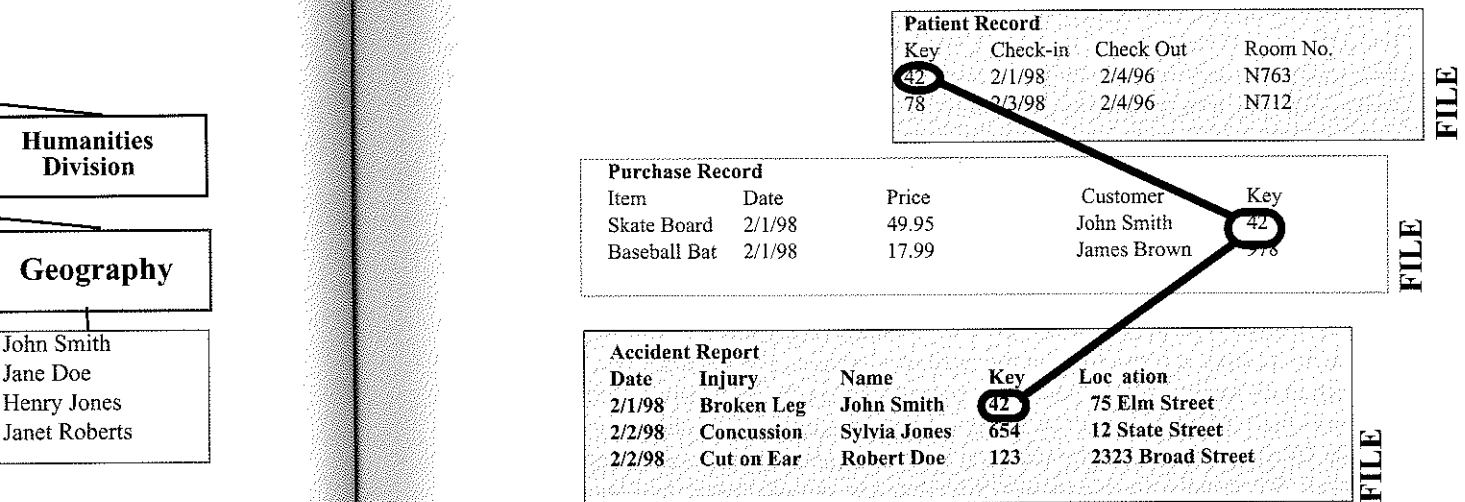 Humanities
Division
Geography
John Smith
Jane Doe
Henry Jones
Janet Roberts
Patient Record
Key Check-in Check Out Room No.
42 2/1/98 2/4/96 N763
78 2/3/98 2/4/96 N712
FILE
Purchase Record
Item Date Price Customer Key
Skate Board 2/1/98 49.95 John Smith 42
Baseball Bat 2/1/98 17.99 James Brown 978
FILE
Accident Report
Date Injury Name Key Loc ation
2/1/98 Broken Leg John Smith 42 75 Elm Street
2/2/98 Concussion Sylvia Jones 654 12 State Street
2/2/98 Cut on Ear Robert Doe 123 2323 Broad Street
FILE